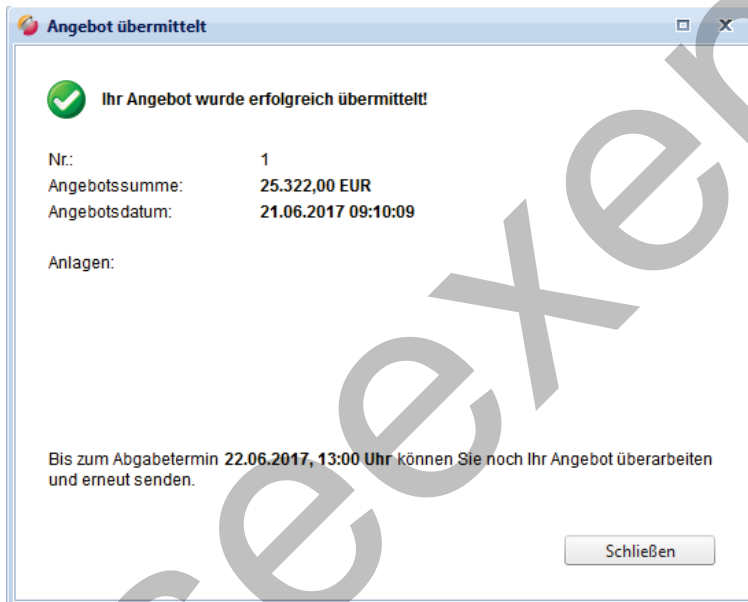 Angebot übermittelt
Ihr Angebot wurde erfolgreich übermittelt!
Nr.: 1
Angebotssumme: 25.322,00 EUR
Angebotsdatum: 21.06.2017 09:10:09
Anlagen:
Bis zum Abgabetermin 22.06.2017, 13:00 Uhr können Sie noch Ihr Angebot überarbeiten
und erneut senden.
Schließen